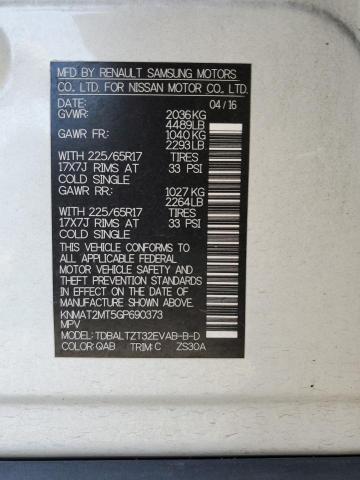 MFD BY RENAULT SAMSUNG MOTORS
CO. LTD. FOR NISSAN MOTOR CO. LTD.
DATE: 04/16
GVWR: 2036KG
4489LB
GAWR FR: 1040KG
2293LB
WITH 225/65R17 TIRES
17X7J RIMS AT 33 PSI
COLD SINGLE
GAWR RR: 1027KG
2264LB
WITH 225/65R17 TIRES
17X7J RIMS AT 33 PSI
COLD SINGLE
THIS VEHICLE CONFORMS TO
ALL APPLICABLE FEDERAL
MOTOR VEHICLE SAFETY AND
THEFT PREVENTION STANDARDS
IN EFFECT ON THE DATE OF
MANUFACTURE SHOWN ABOVE.
KNMAT2MT5GP690373
MPV
MODEL: TDBALTZT32EVAB-B-D
COLOR: QAB TRIM: C ZS30A